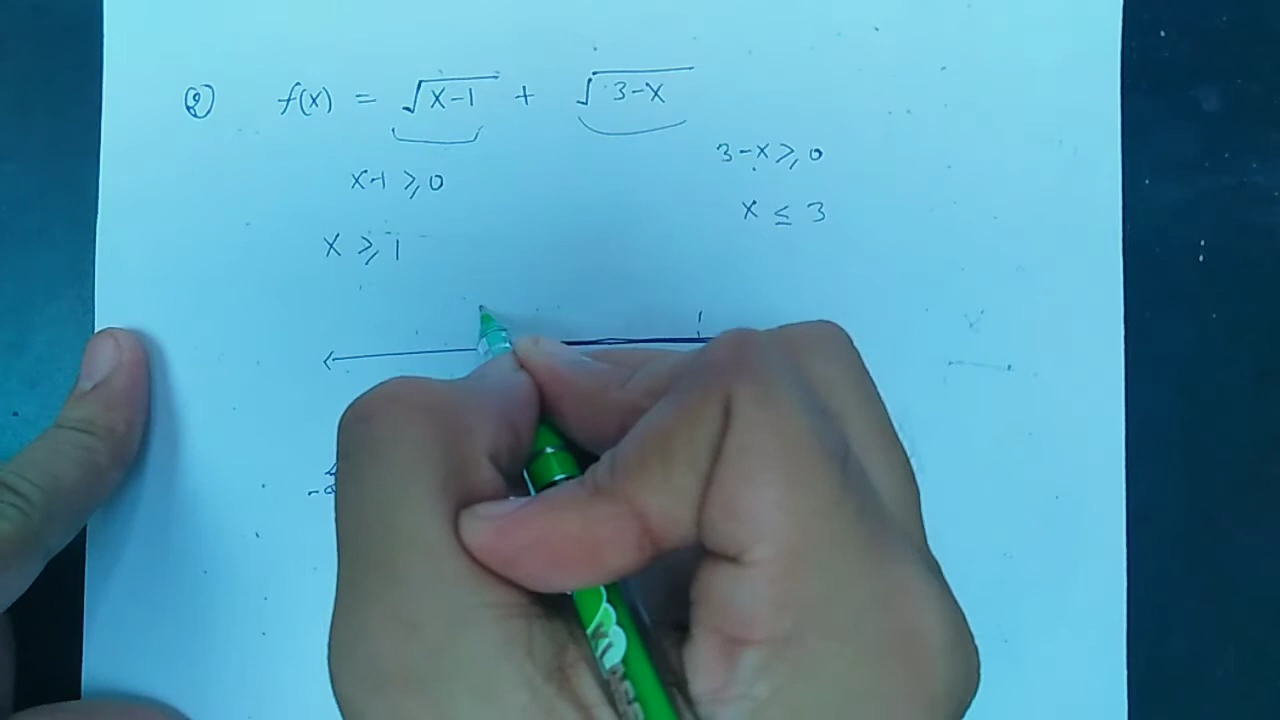 Q) f(x) = √x-1 + √3-x
3-x ≥ 0
x-1 ≥ 0
x ≤ 3
x ≥ 1